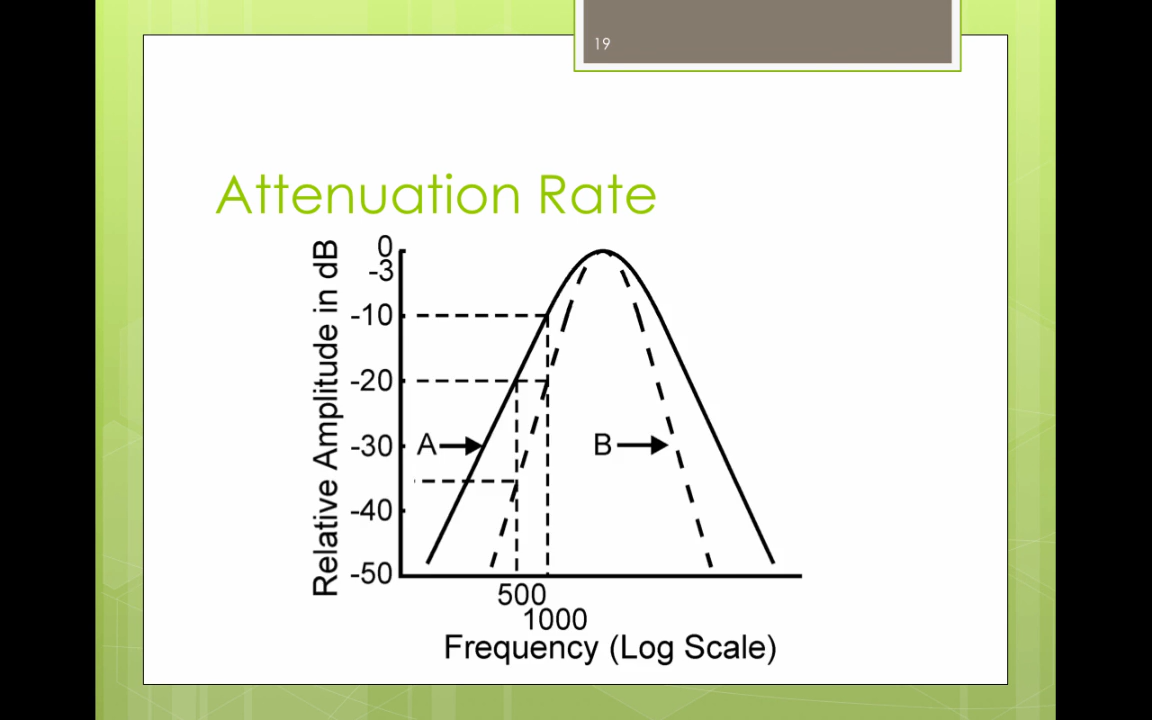 19
Attenuation Rate
Relative Amplitude in dB
0
-3
-10
-20
-30
-40
-50
A
B
500
1000
Frequency (Log Scale)